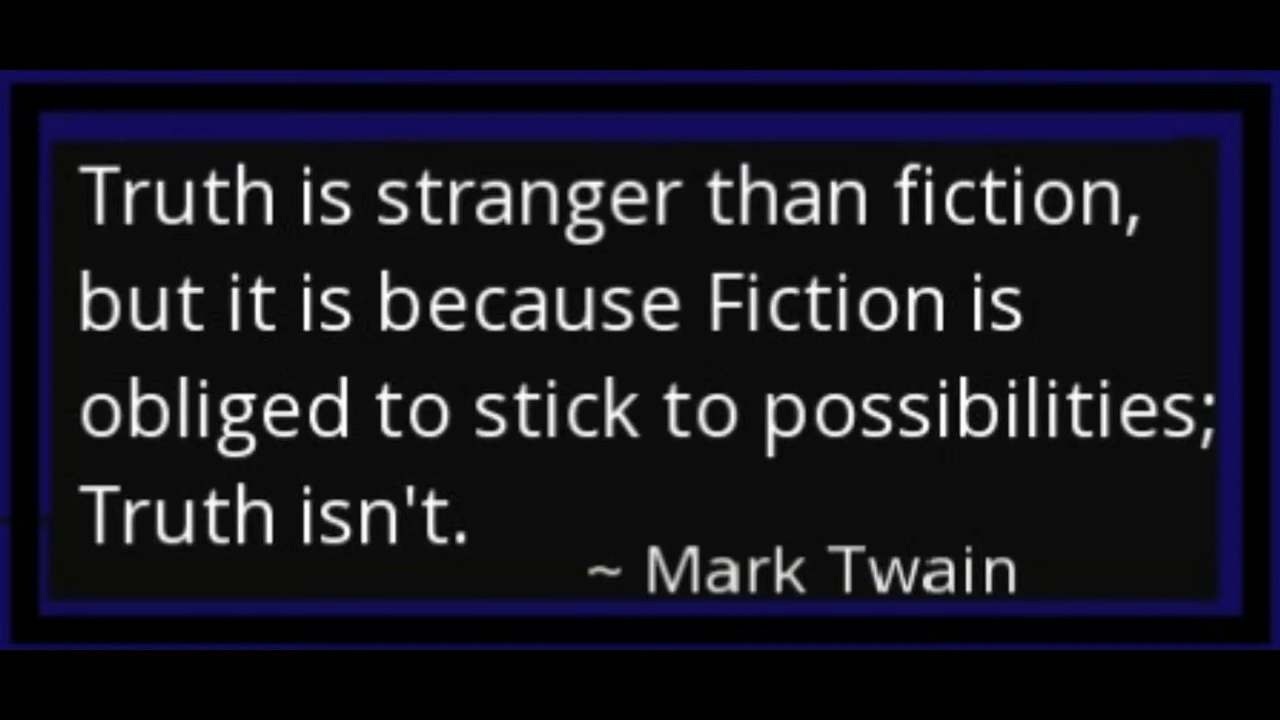 Truth is stranger than fiction,
but it is because Fiction is
obliged to stick to possibilities;
Truth isn't.
~ Mark Twain